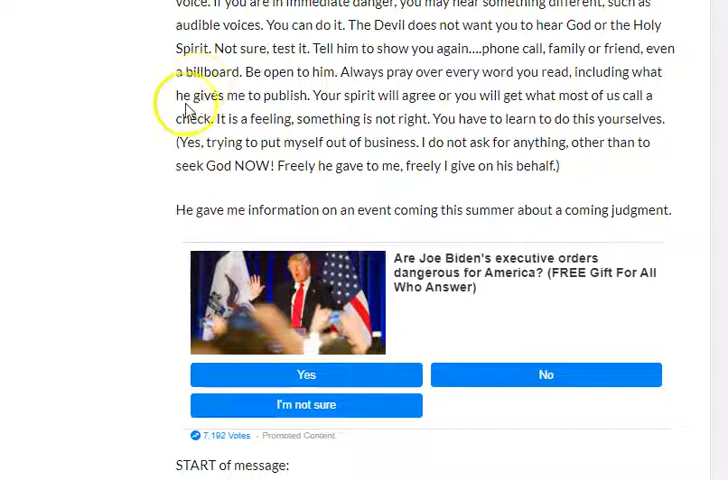 voice. If you are in immediate danger, you may hear something different, such as
audible voices. You can do it. The Devil does not want you to hear God or the Holy
Spirit. Not sure, test it. Tell him to show you again....phone call, family or friend, even
a billboard. Be open to him. Always pray over every word you read, including what
he gives me to publish. Your spirit will agree or you will get what most of us call a
check. It is a feeling, something is not right. You have to learn to do this yourselves.
(Yes, trying to put myself out of business. I do not ask for anything, other than to
seek God NOW! Freely he gave to me, freely I give on his behalf.)
He gave me information on an event coming this summer about a coming judgment.
Are Joe Biden's executive orders
dangerous for America? (FREE Gift For All
Who Answer)
Yes
No
I'm not sure
7,192 Votes - Promoted Content
START of message: